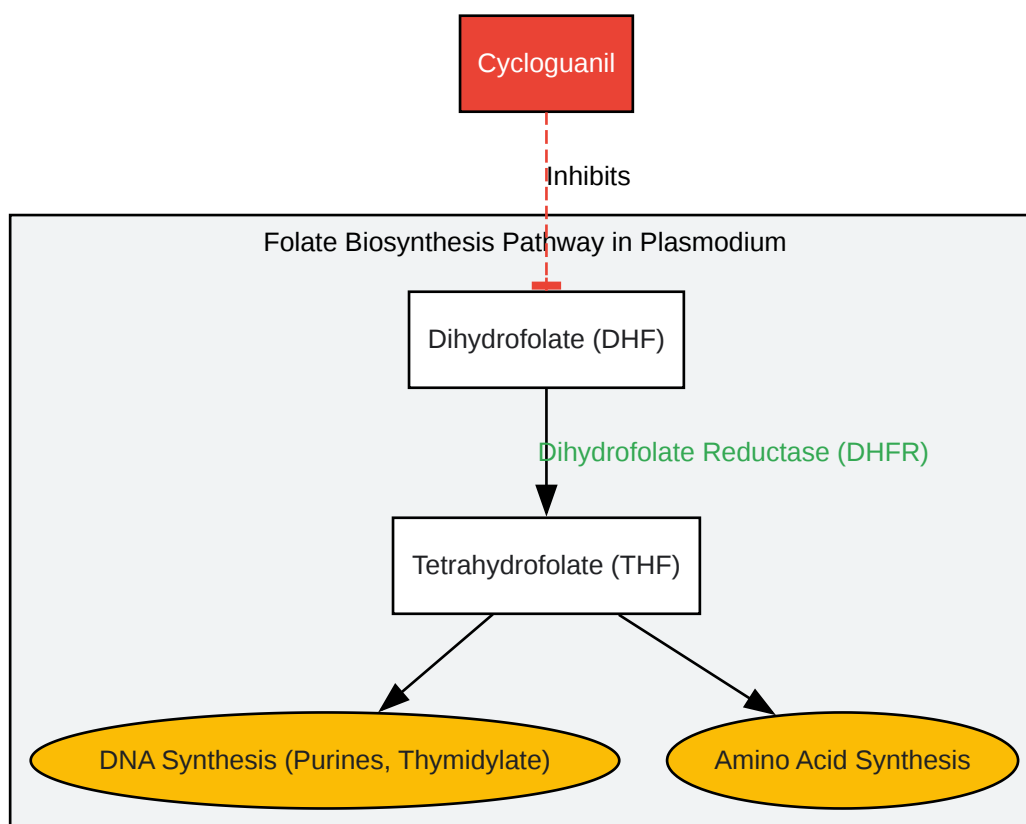 Cycloguanil
Inhibits
Folate Biosynthesis Pathway in Plasmodium
Dihydrofolate (DHF)
Dihydrofolate Reductase (DHFR)
Tetrahydrofolate (THF)
DNA Synthesis (Purines, Thymidylate)
Amino Acid Synthesis